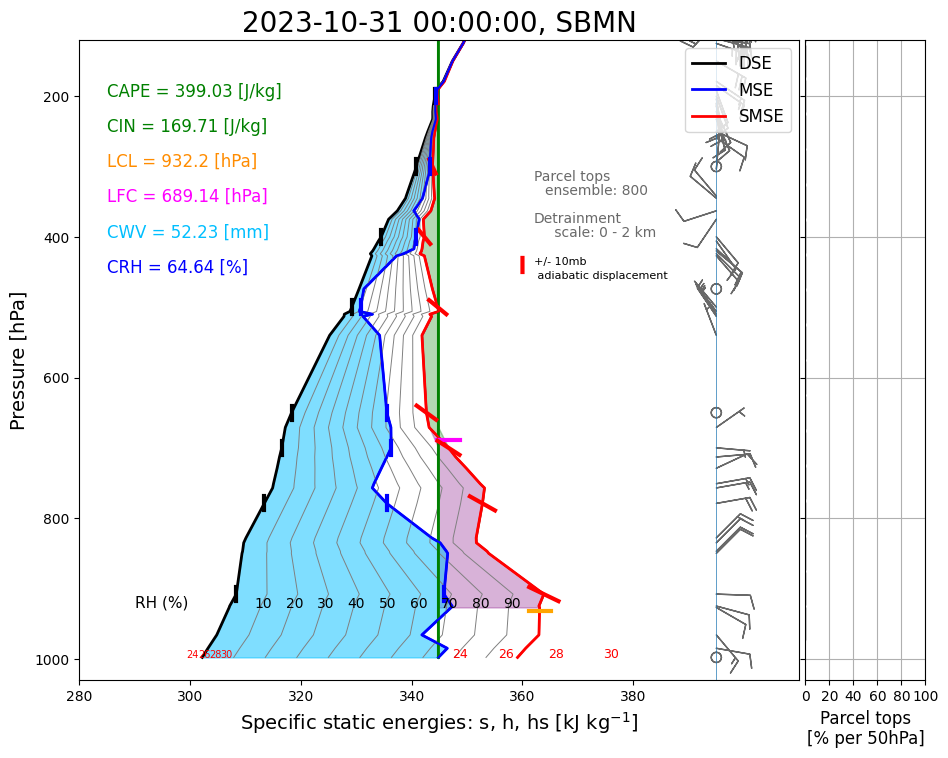 2023-10-31 00:00:00, SBMN
DSE
MSE
SMSE
CAPE = 399.03 [J/kg]
CIN = 169.71 [J/kg]
LCL = 932.2 [hPa]
LFC = 689.14 [hPa]
CWV = 52.23 [mm]
CRH = 64.64 [%]
Parcel tops
ensemble: 800
Detrainment
scale: 0 - 2 km
+/- 10mb
adiabatic displacement
Pressure [hPa]
200
400
600
800
1000
RH (%) 10 20 30 40 50 60 70 80 90
24 26 28 30 24 26 28 30
280 300 320 340 360 380
Specific static energies: s, h, hs [kJ kg⁻¹]
0 20 40 60 80 100
Parcel tops
[% per 50hPa]